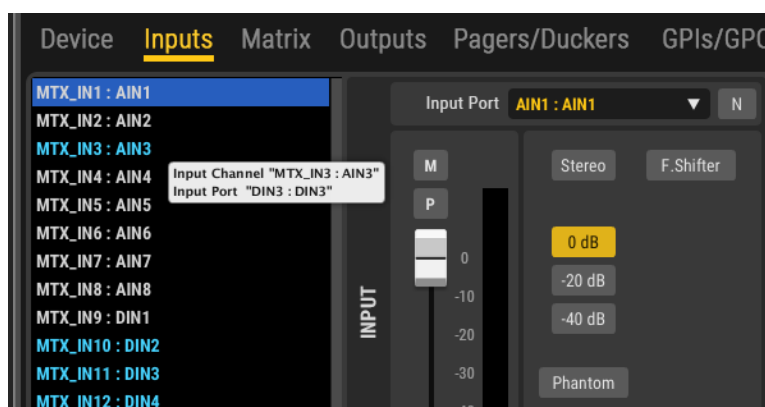 Device Inputs Matrix Outputs Pagers/Duckers GPIs/GPO
MTX_IN1 : AIN1
MTX_IN2 : AIN2
MTX_IN3 : AIN3
MTX_IN4 : AIN4
MTX_IN5 : AIN5
MTX_IN6 : AIN6
MTX_IN7 : AIN7
MTX_IN8 : AIN8
MTX_IN9 : DIN1
MTX_IN10 : DIN2
MTX_IN11 : DIN3
MTX_IN12 : DIN4
Input Channel "MTX_IN3 : AIN3"
Input Port "DIN3 : DIN3"
Input Port AIN1 : AIN1 ▼ N
INPUT
M
P
0
-10
-20
-30
Stereo F.Shifter
0 dB
-20 dB
-40 dB
Phantom